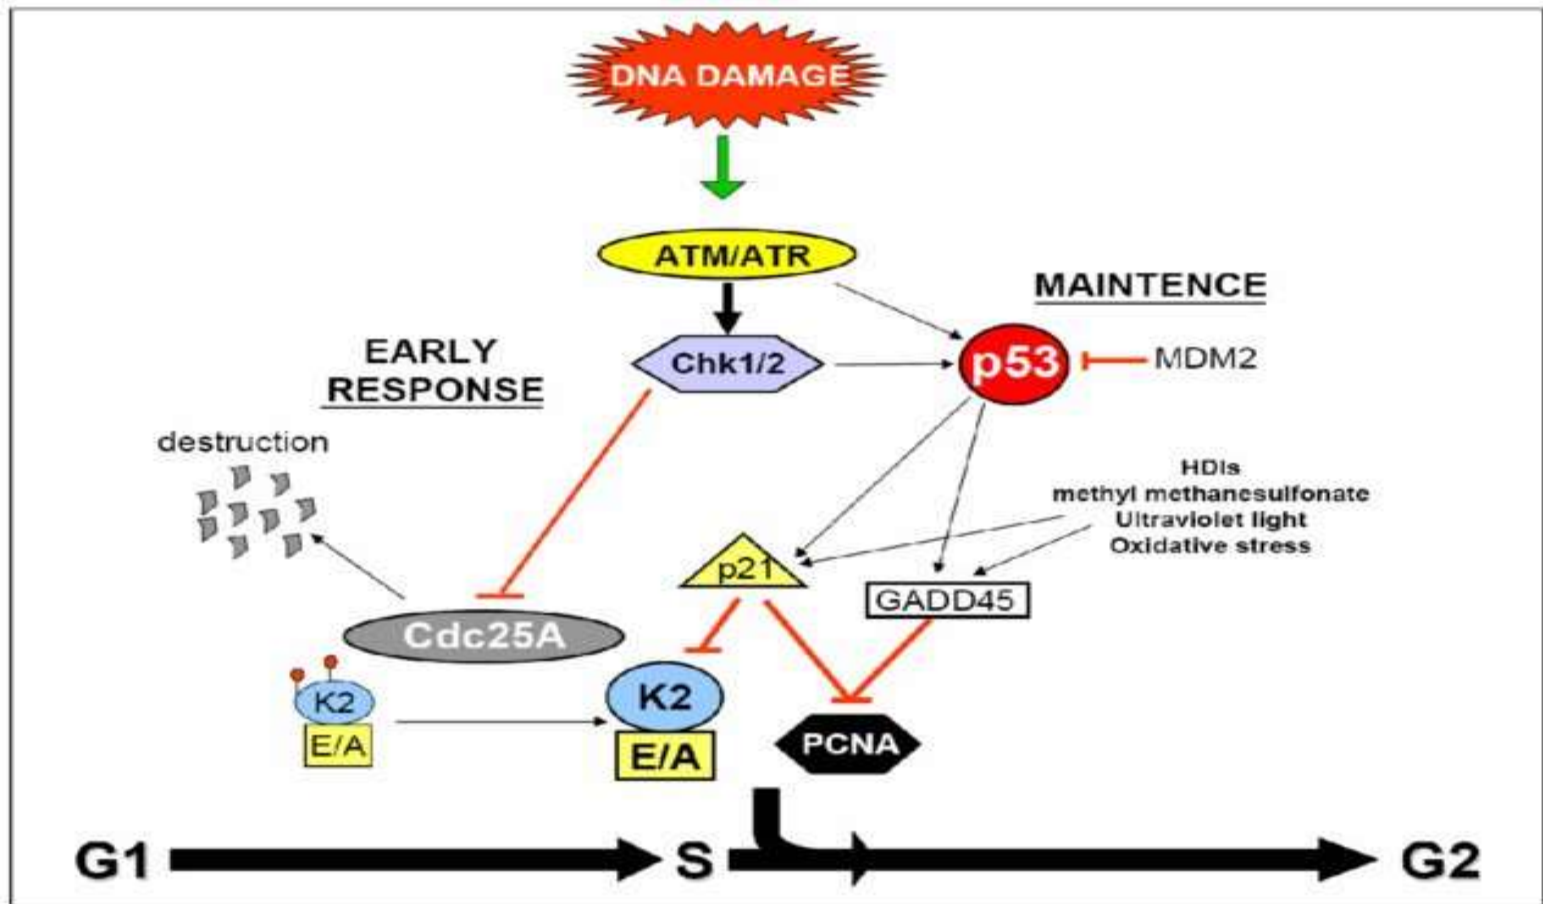 DNA DAMAGE
ATM/ATR
MAINTENCE
EARLY
RESPONSE
Chk1/2
p53
MDM2
destruction
HDIs
methyl methanesulfonate
Ultraviolet light
Oxidative stress
p21
GADD45
Cdc25A
K2
E/A
K2
E/A
PCNA
G1
S
G2